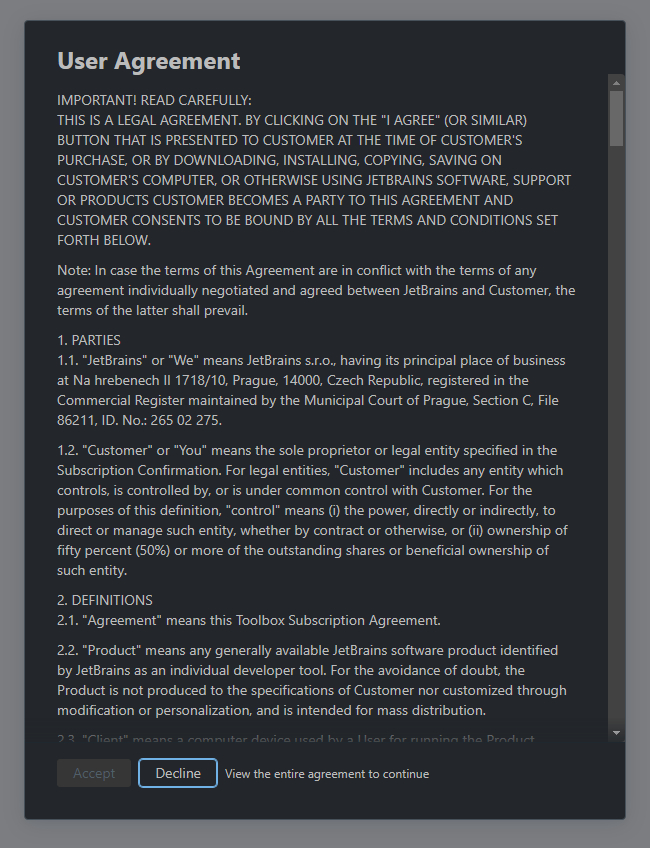 User Agreement
IMPORTANT! READ CAREFULLY:
THIS IS A LEGAL AGREEMENT. BY CLICKING ON THE "I AGREE" (OR SIMILAR)
BUTTON THAT IS PRESENTED TO CUSTOMER AT THE TIME OF CUSTOMER'S
PURCHASE, OR BY DOWNLOADING, INSTALLING, COPYING, SAVING ON
CUSTOMER'S COMPUTER, OR OTHERWISE USING JETBRAINS SOFTWARE, SUPPORT
OR PRODUCTS CUSTOMER BECOMES A PARTY TO THIS AGREEMENT AND
CUSTOMER CONSENTS TO BE BOUND BY ALL THE TERMS AND CONDITIONS SET
FORTH BELOW.
Note: In case the terms of this Agreement are in conflict with the terms of any
agreement individually negotiated and agreed between JetBrains and Customer, the
terms of the latter shall prevail.
1. PARTIES
1.1. "JetBrains" or "We" means JetBrains s.r.o., having its principal place of business
at Na hrebenech II 1718/10, Prague, 14000, Czech Republic, registered in the
Commercial Register maintained by the Municipal Court of Prague, Section C, File
86211, ID. No.: 265 02 275.
1.2. "Customer" or "You" means the sole proprietor or legal entity specified in the
Subscription Confirmation. For legal entities, "Customer" includes any entity which
controls, is controlled by, or is under common control with Customer. For the
purposes of this definition, "control" means (i) the power, directly or indirectly, to
direct or manage such entity, whether by contract or otherwise, or (ii) ownership of
fifty percent (50%) or more of the outstanding shares or beneficial ownership of
such entity.
2. DEFINITIONS
2.1. "Agreement" means this Toolbox Subscription Agreement.
2.2. "Product" means any generally available JetBrains software product identified
by JetBrains as an individual developer tool. For the avoidance of doubt, the
Product is not produced to the specifications of Customer nor customized through
modification or personalization, and is intended for mass distribution.
2.3. "Client" means a computer device used by a User for running the Product.
Accept
Decline
View the entire agreement to continue